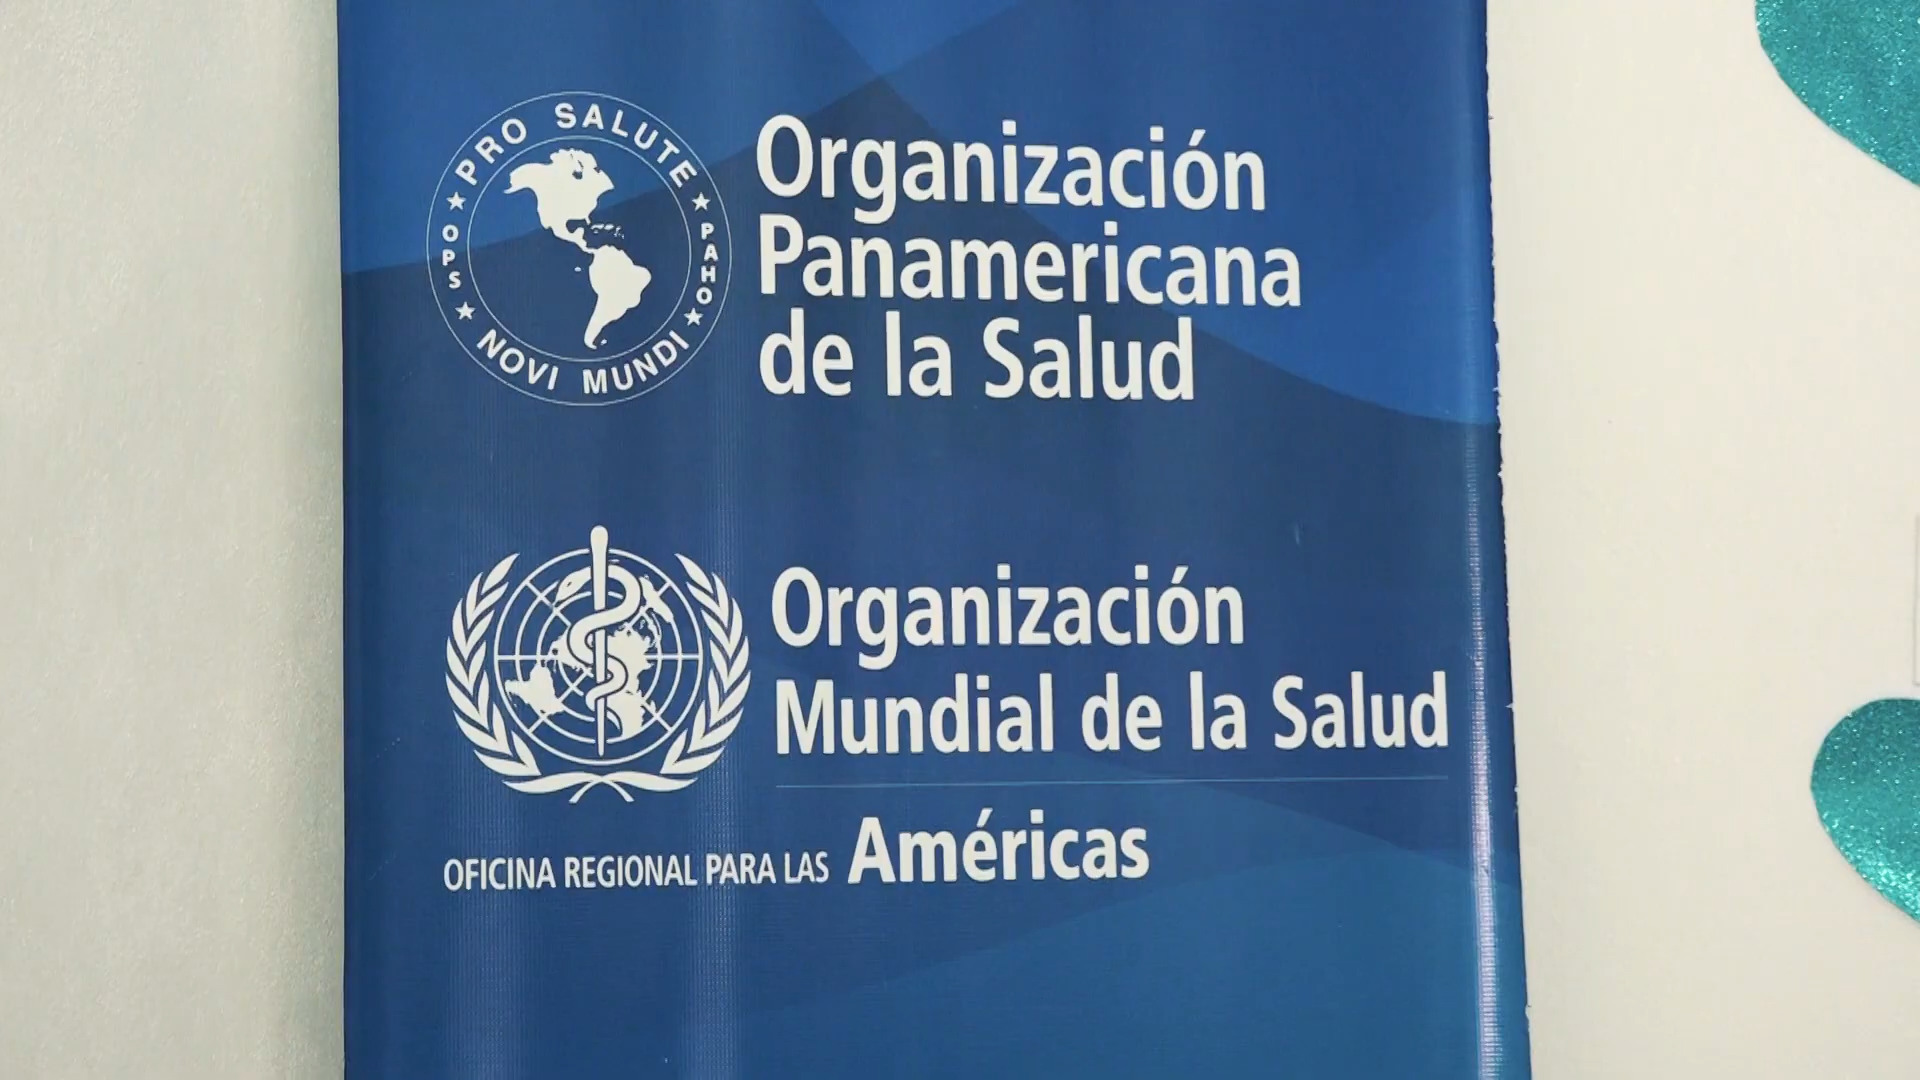 PRO SALUTE
OPS
PAHO
NOVI MUNDI
Organización
Panamericana
de la Salud
Organización
Mundial de la Salud
OFICINA REGIONAL PARA LAS Américas